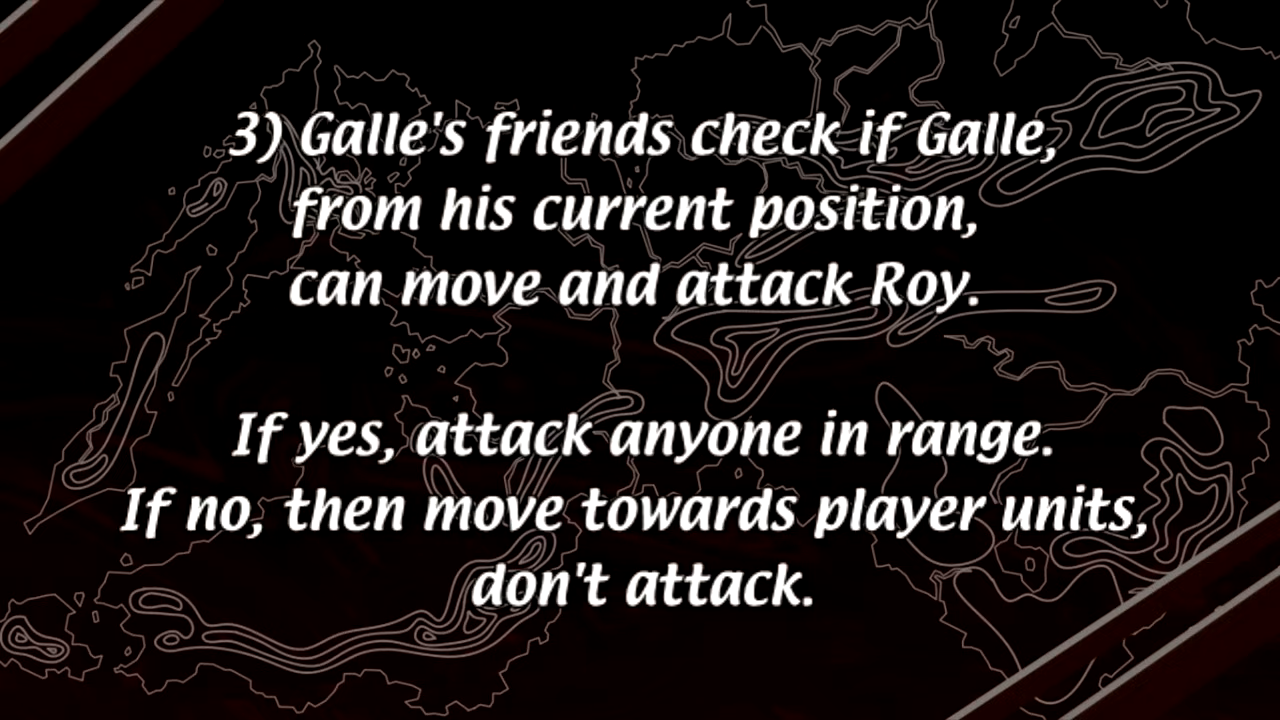 3) Galle's friends check if Galle,
from his current position,
can move and attack Roy.
If yes, attack anyone in range.
If no, then move towards player units,
don't attack.